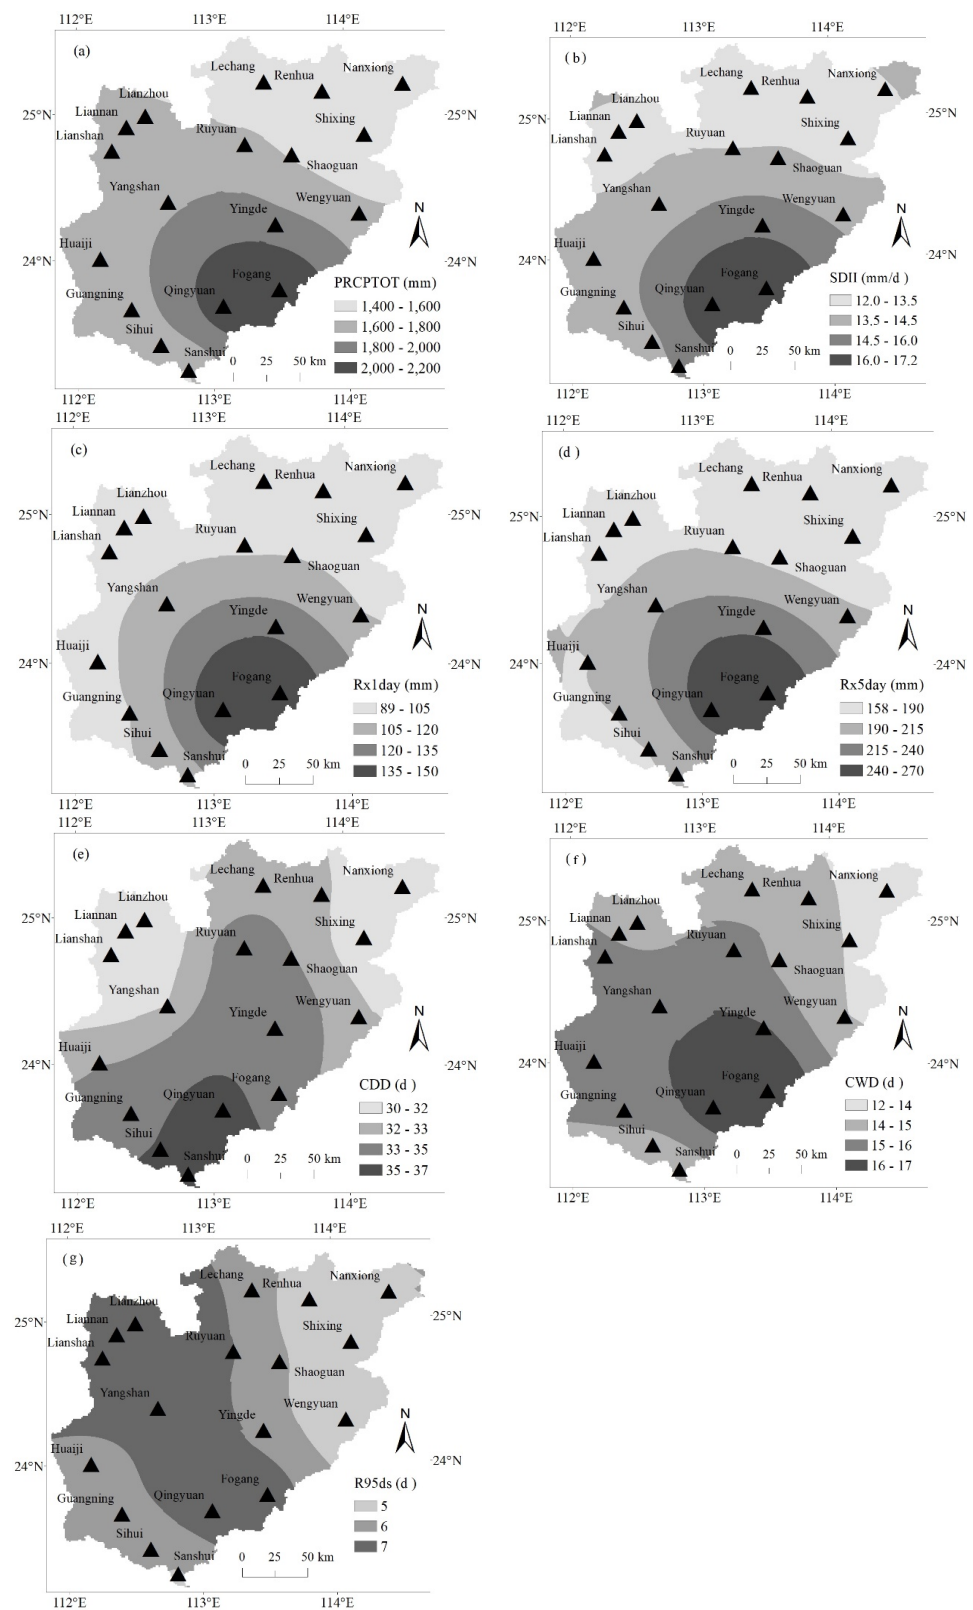 112°E 113°E 114°E
(a)
Lechang Renhua Nanxiong
Lianzhou
Liannan
25°N
Lianshan
Ruyuan
Shixing
25°N
Shaoguan
Yangshan
Yingde
Wengyuan
N
Huaiji
24°N
Fogang
24°N
Guangning
Qingyuan
Sihui
Sanshui
0 25 50 km
PRCPTOT (mm)
1,400 - 1,600
1,600 - 1,800
1,800 - 2,000
2,000 - 2,200
112°E 113°E 114°E
112°E 113°E 114°E
(b)
Lechang Renhua Nanxiong
Lianzhou
Liannan
25°N
Lianshan
Ruyuan
Shixing
25°N
Shaoguan
Yangshan
Yingde
Wengyuan
N
Huaiji
24°N
Fogang
24°N
Guangning
Qingyuan
Sihui
Sanshui
0 25 50 km
SDII (mm/d)
12.0 - 13.5
13.5 - 14.5
14.5 - 16.0
16.0 - 17.2
112°E 113°E 114°E
112°E 113°E 114°E
(c)
Lechang Renhua Nanxiong
Lianzhou
Liannan
25°N
Lianshan
Ruyuan
Shixing
25°N
Shaoguan
Yangshan
Yingde
Wengyuan
N
Huaiji
24°N
Fogang
24°N
Guangning
Qingyuan
Sihui
Sanshui
0 25 50 km
Rx1day (mm)
89 - 105
105 - 120
120 - 135
135 - 150
112°E 113°E 114°E
112°E 113°E 114°E
(d)
Lechang Renhua Nanxiong
Lianzhou
Liannan
25°N
Lianshan
Ruyuan
Shixing
25°N
Shaoguan
Yangshan
Yingde
Wengyuan
N
Huaiji
24°N
Fogang
24°N
Guangning
Qingyuan
Sihui
Sanshui
0 25 50 km
Rx5day (mm)
158 - 190
190 - 215
215 - 240
240 - 270
112°E 113°E 114°E
112°E 113°E 114°E
(e)
Lechang Renhua Nanxiong
Lianzhou
Liannan
25°N
Lianshan
Ruyuan
Shixing
25°N
Shaoguan
Yangshan
Yingde
Wengyuan
N
Huaiji
24°N
Fogang
24°N
Guangning
Qingyuan
Sihui
Sanshui
0 25 50 km
CDD (d)
30 - 32
32 - 33
33 - 35
35 - 37
112°E 113°E 114°E
112°E 113°E 114°E
(f)
Lechang Renhua Nanxiong
Lianzhou
Liannan
25°N
Lianshan
Ruyuan
Shixing
25°N
Shaoguan
Yangshan
Yingde
Wengyuan
N
Huaiji
24°N
Fogang
24°N
Guangning
Qingyuan
Sihui
Sanshui
0 25 50 km
CWD (d)
12 - 14
14 - 15
15 - 16
16 - 17
112°E 113°E 114°E
112°E 113°E 114°E
(g)
Lechang Renhua Nanxiong
Lianzhou
Liannan
25°N
Lianshan
Ruyuan
Shixing
25°N
Shaoguan
Yangshan
Yingde
Wengyuan
N
Huaiji
24°N
Fogang
24°N
Guangning
Qingyuan
Sihui
Sanshui
0 25 50 km
R95ds (d)
5
6
7
112°E 113°E 114°E